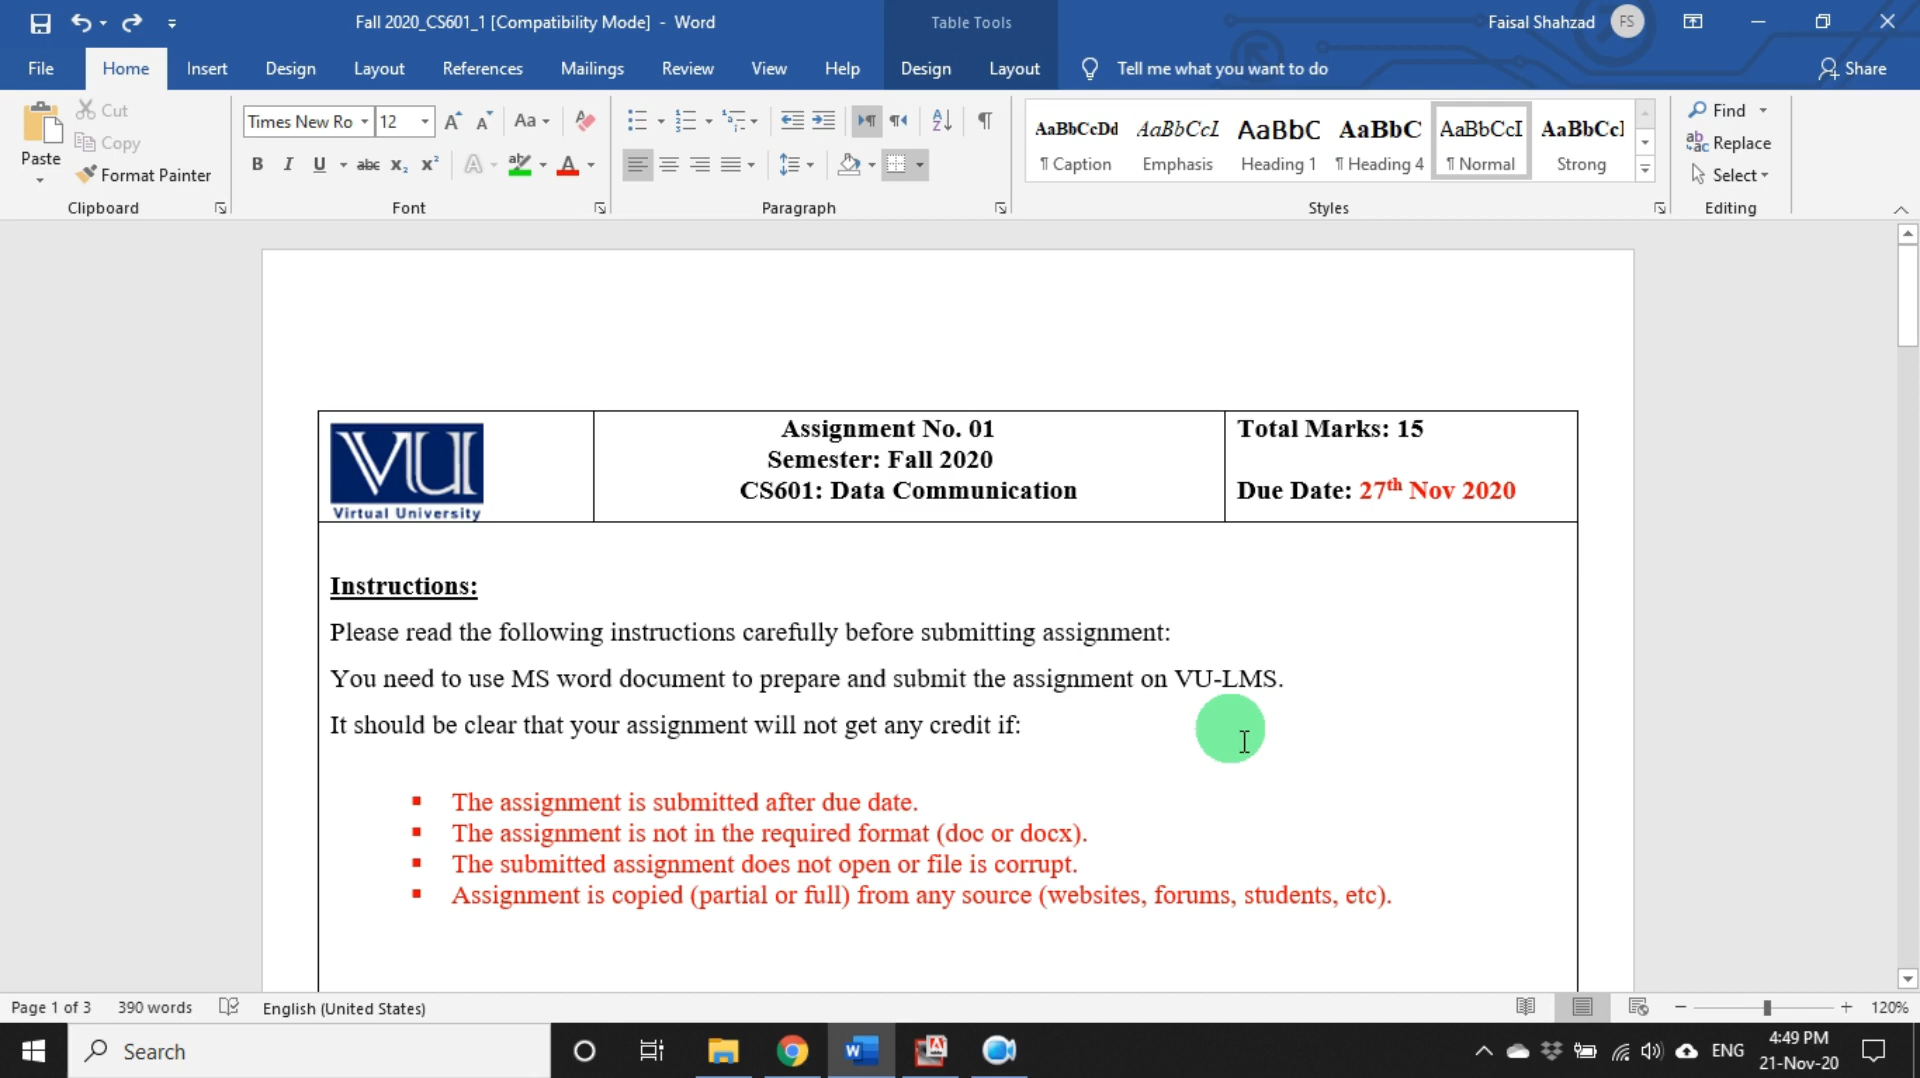 Fall 2020_CS601_1 [Compatibility Mode] - Word
Table Tools
Faisal Shahzad
FS
File
Home
Insert
Design
Layout
References
Mailings
Review
View
Help
Design
Layout
Tell me what you want to do
Share
Paste
Cut
Copy
Format Painter
Clipboard
Times New Ro
12
Aa
B I U abc x₂ x²
Font
Paragraph
AaBbCcDd
¶ Caption
AaBbCcI
Emphasis
AaBbC
Heading 1
AaBbC
¶ Heading 4
AaBbCcI
¶ Normal
AaBbCcl
Strong
Styles
Find
Replace
Select
Editing
VU
Virtual University
Assignment No. 01
Semester: Fall 2020
CS601: Data Communication
Total Marks: 15
Due Date: 27th Nov 2020
Instructions:
Please read the following instructions carefully before submitting assignment:
You need to use MS word document to prepare and submit the assignment on VU-LMS.
It should be clear that your assignment will not get any credit if:
▪ The assignment is submitted after due date.
▪ The assignment is not in the required format (doc or docx).
▪ The submitted assignment does not open or file is corrupt.
▪ Assignment is copied (partial or full) from any source (websites, forums, students, etc).
Page 1 of 3
390 words
English (United States)
120%
Search
ENG
4:49 PM
21-Nov-20